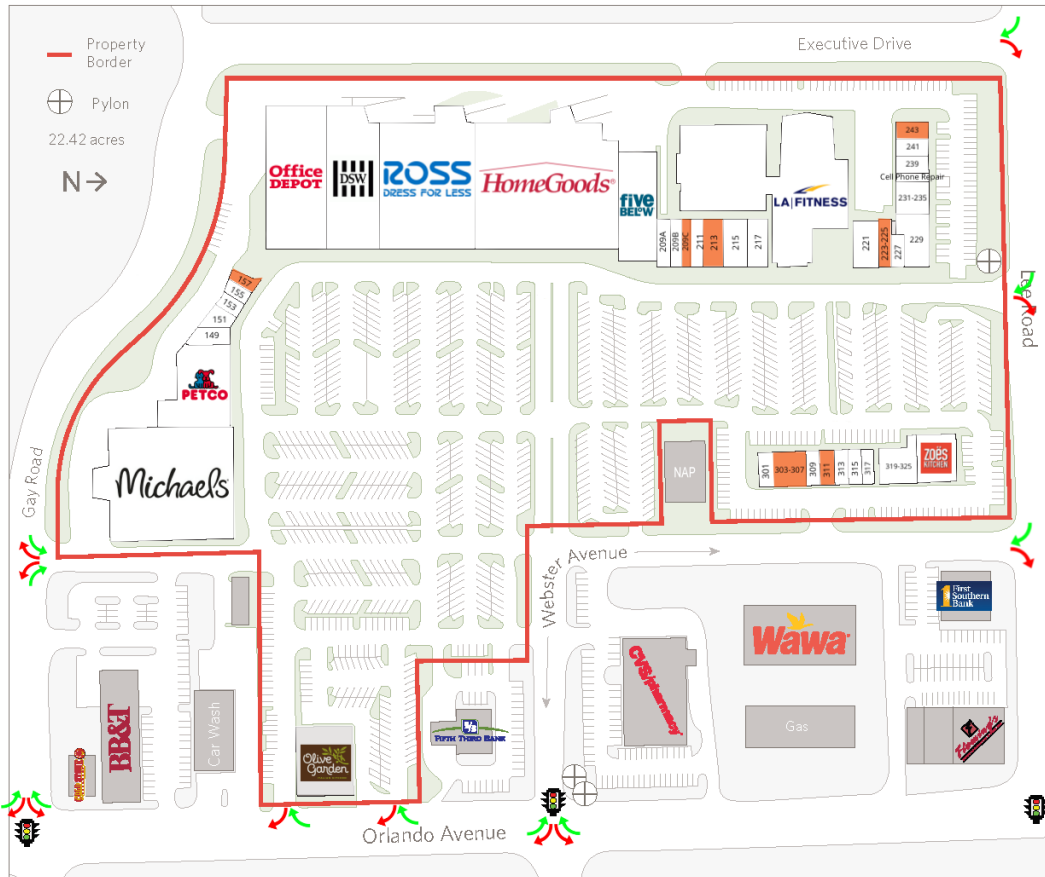 Property
Border
Pylon
22.42 acres
N→
Executive Drive
Office
DEPOT
DSW
ROSS
DRESS FOR LESS
HomeGoods®
five
BEL°W
LA|FITNESS
209A
209B
209C
211
213
215
217
221
223-225
227
229
243
241
239
Cell Phone Repair
231-235
Lee Road
157
155
153
151
149
PETCO
Michaels
Gay Road
NAP
301
303-307
309
311
313
315
317
319-325
ZOËS
KITCHEN
Webster Avenue
First
Southern
Bank
Wawa
CVS/pharmacy
Gas
Fleming's
BB&T
Car Wash
Olive
Garden
FIFTH THIRD BANK
Orlando Avenue